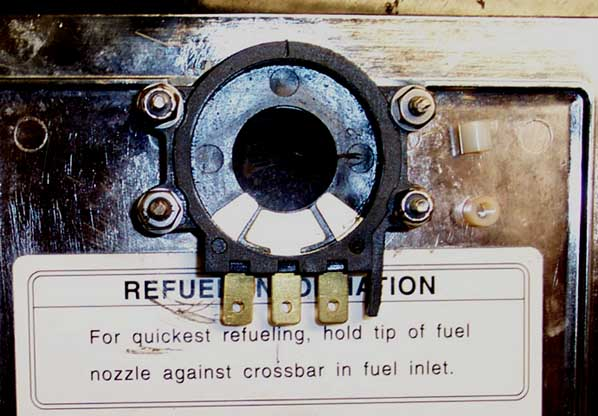 For quickest refueling, hold tip of fuel
nozzle against crossbar in fuel inlet.